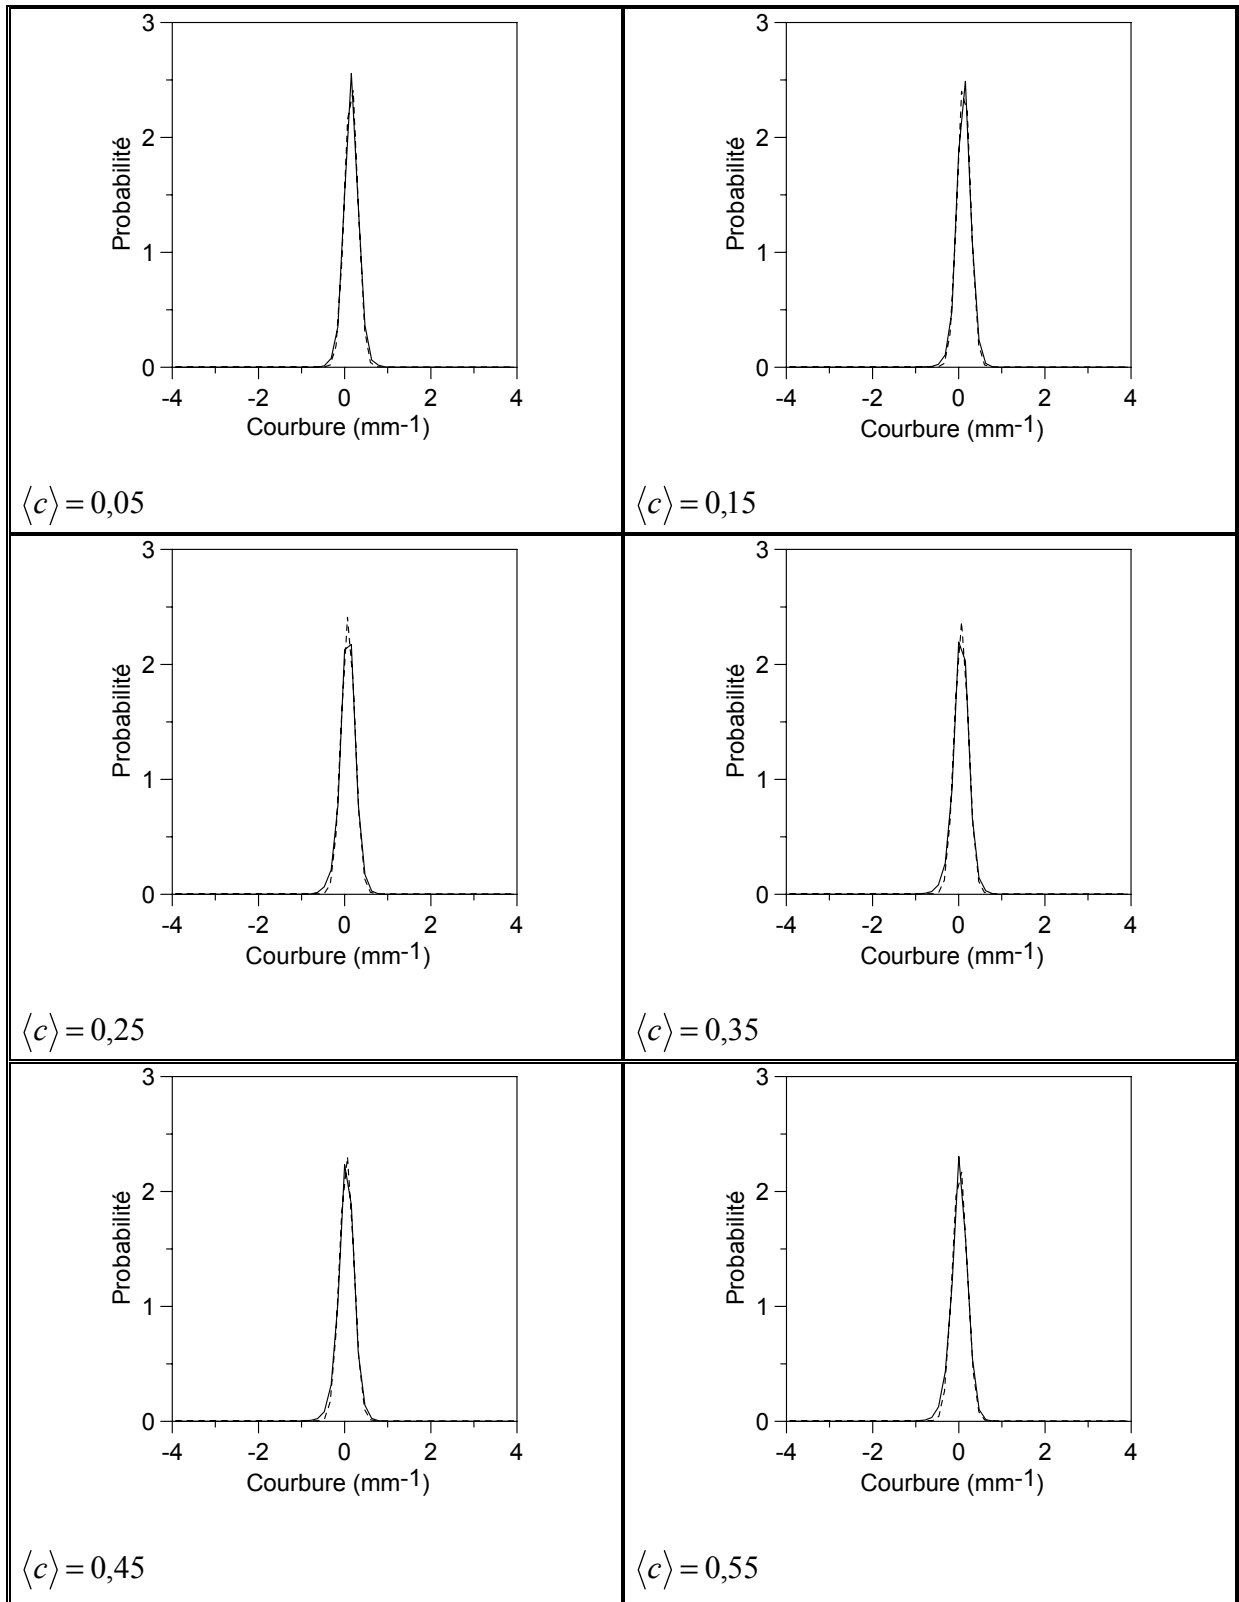 3
2
1
0
Probabilité
-4 -2 0 2 4
Courbure (mm-1)
⟨c⟩ = 0,05
3
2
1
0
Probabilité
-4 -2 0 2 4
Courbure (mm-1)
⟨c⟩ = 0,15
3
2
1
0
Probabilité
-4 -2 0 2 4
Courbure (mm-1)
⟨c⟩ = 0,25
3
2
1
0
Probabilité
-4 -2 0 2 4
Courbure (mm-1)
⟨c⟩ = 0,35
3
2
1
0
Probabilité
-4 -2 0 2 4
Courbure (mm-1)
⟨c⟩ = 0,45
3
2
1
0
Probabilité
-4 -2 0 2 4
Courbure (mm-1)
⟨c⟩ = 0,55